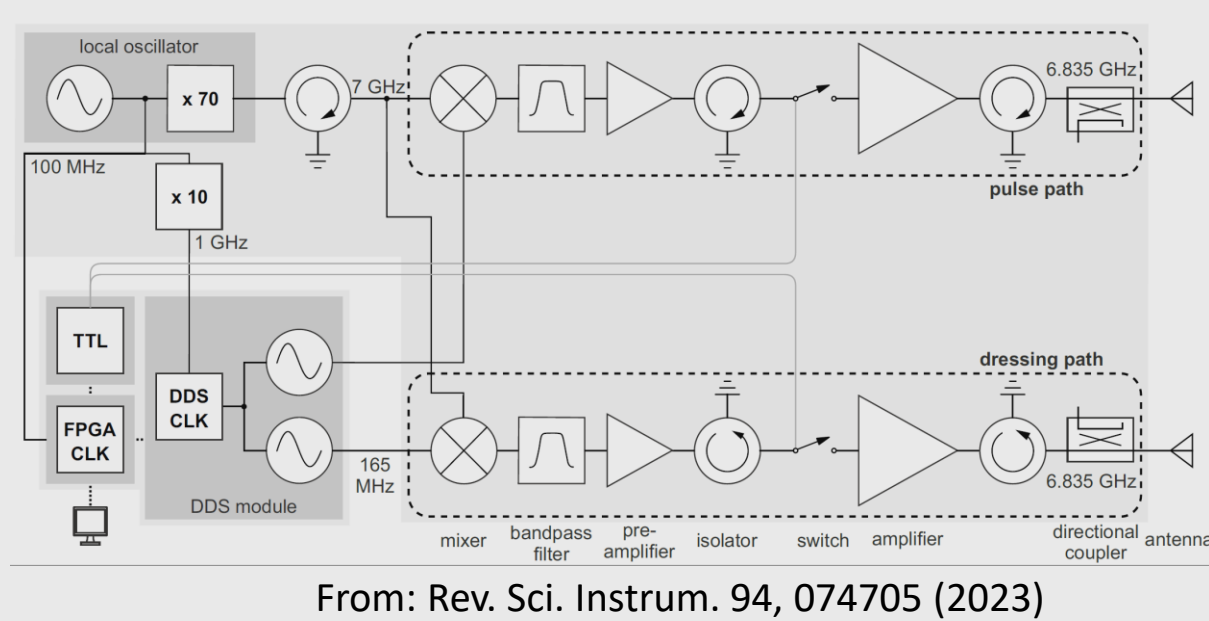 local oscillator
x 70
7 GHz
6.835 GHz
100 MHz
x 10
pulse path
1 GHz
TTL
dressing path
DDS
CLK
FPGA
CLK
165
MHz
6.835 GHz
DDS module
mixer
bandpass
filter
pre-
amplifier
isolator
switch
amplifier
directional
coupler
antenna
From: Rev. Sci. Instrum. 94, 074705 (2023)